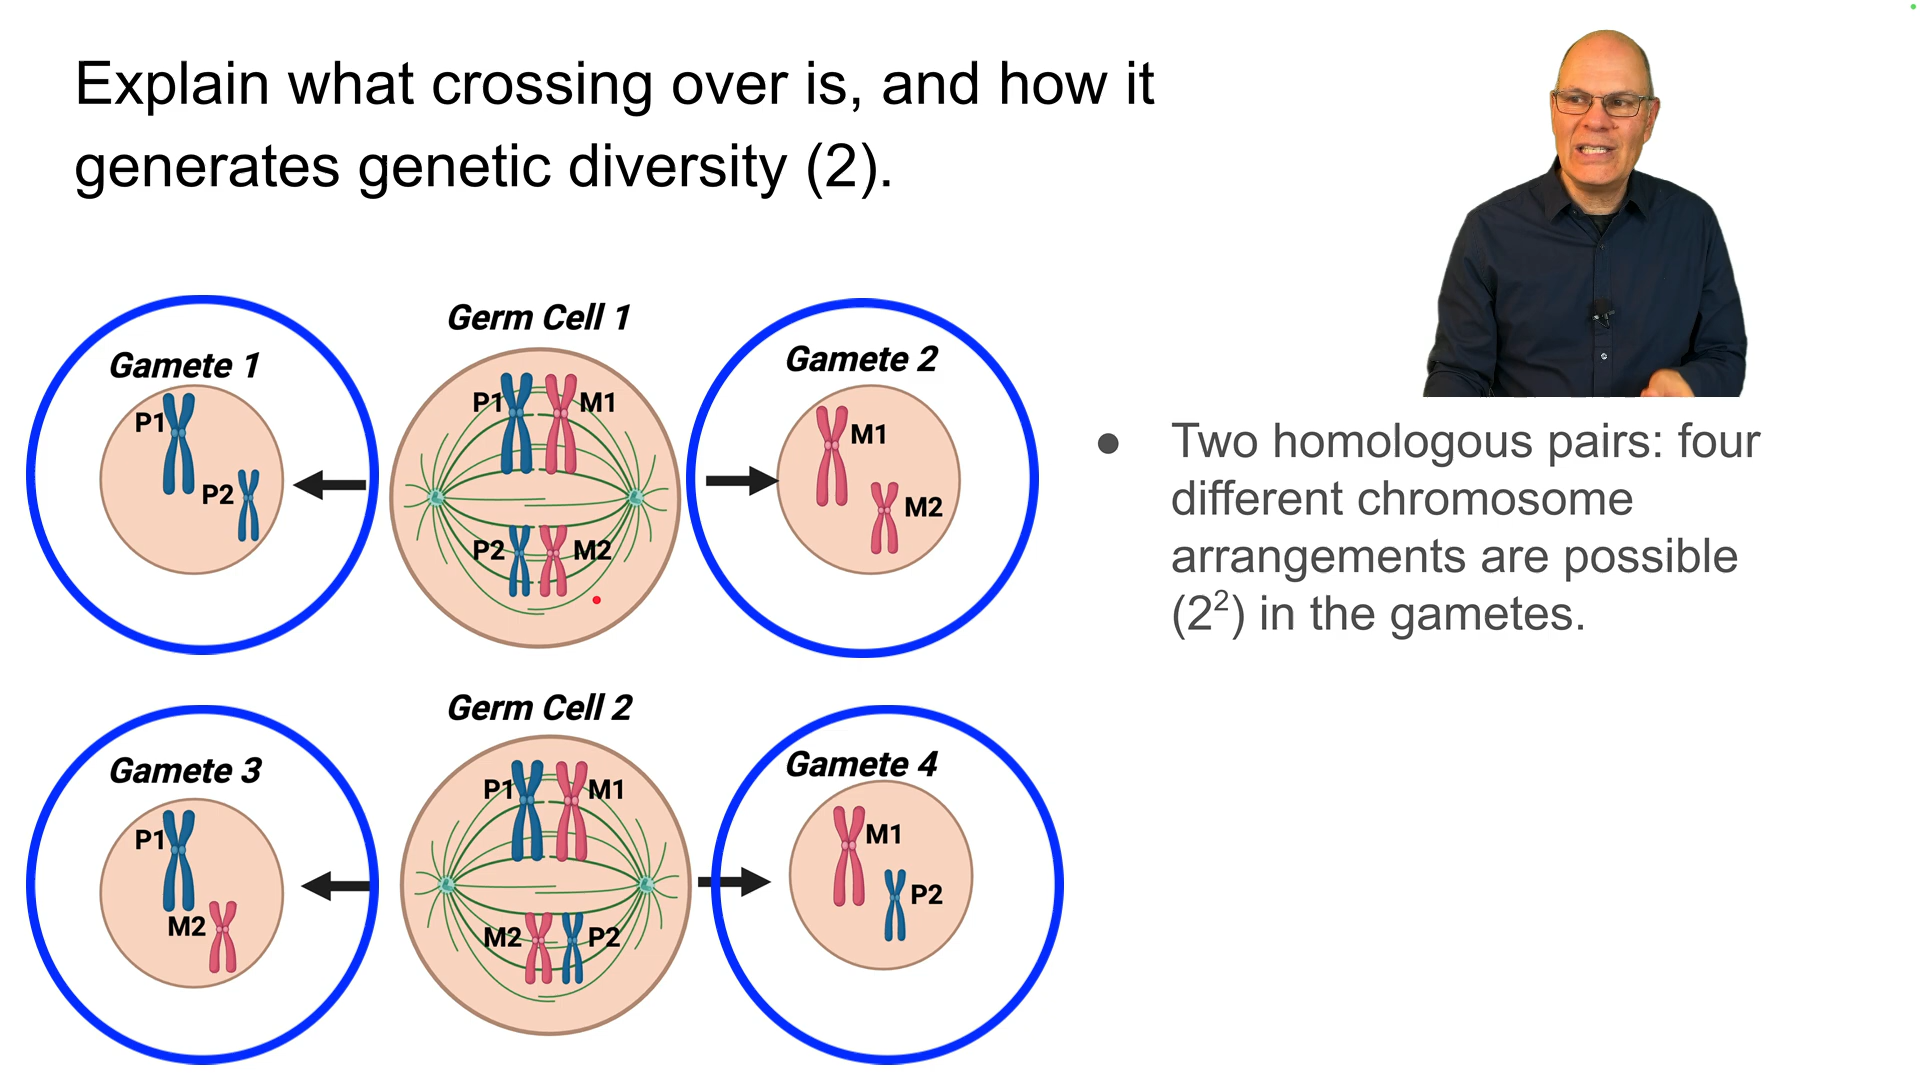 Explain what crossing over is, and how it
generates genetic diversity (2).
Germ Cell 1
Gamete 1
Gamete 2
P1
P1
M1
M1
P2
M2
P2
M2
● Two homologous pairs: four
different chromosome
arrangements are possible
(2²) in the gametes.
Germ Cell 2
Gamete 3
Gamete 4
P1
P1
M1
M1
M2
M2
P2
P2